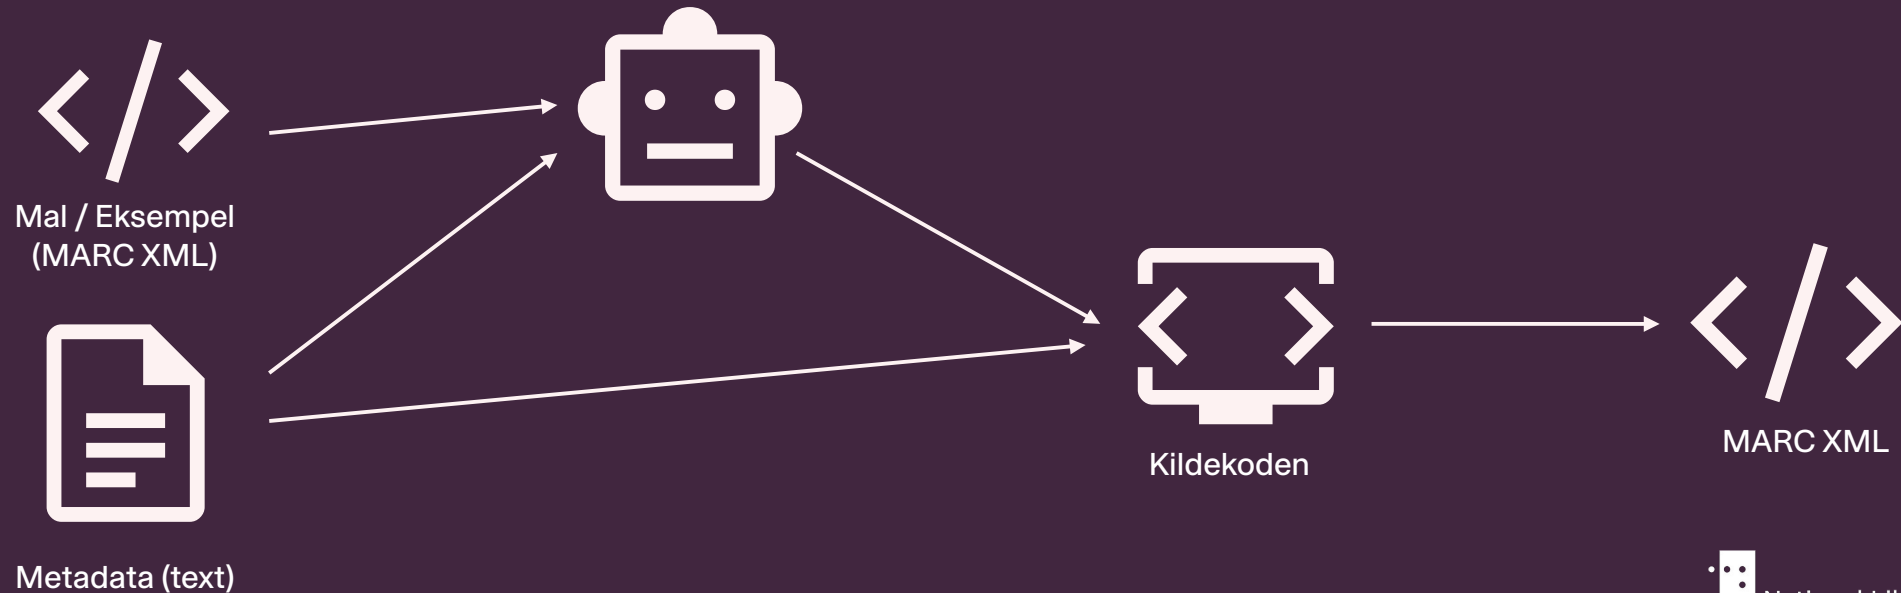 Mal / Eksempel
(MARC XML)
Metadata (text)
Kildekoden
MARC XML